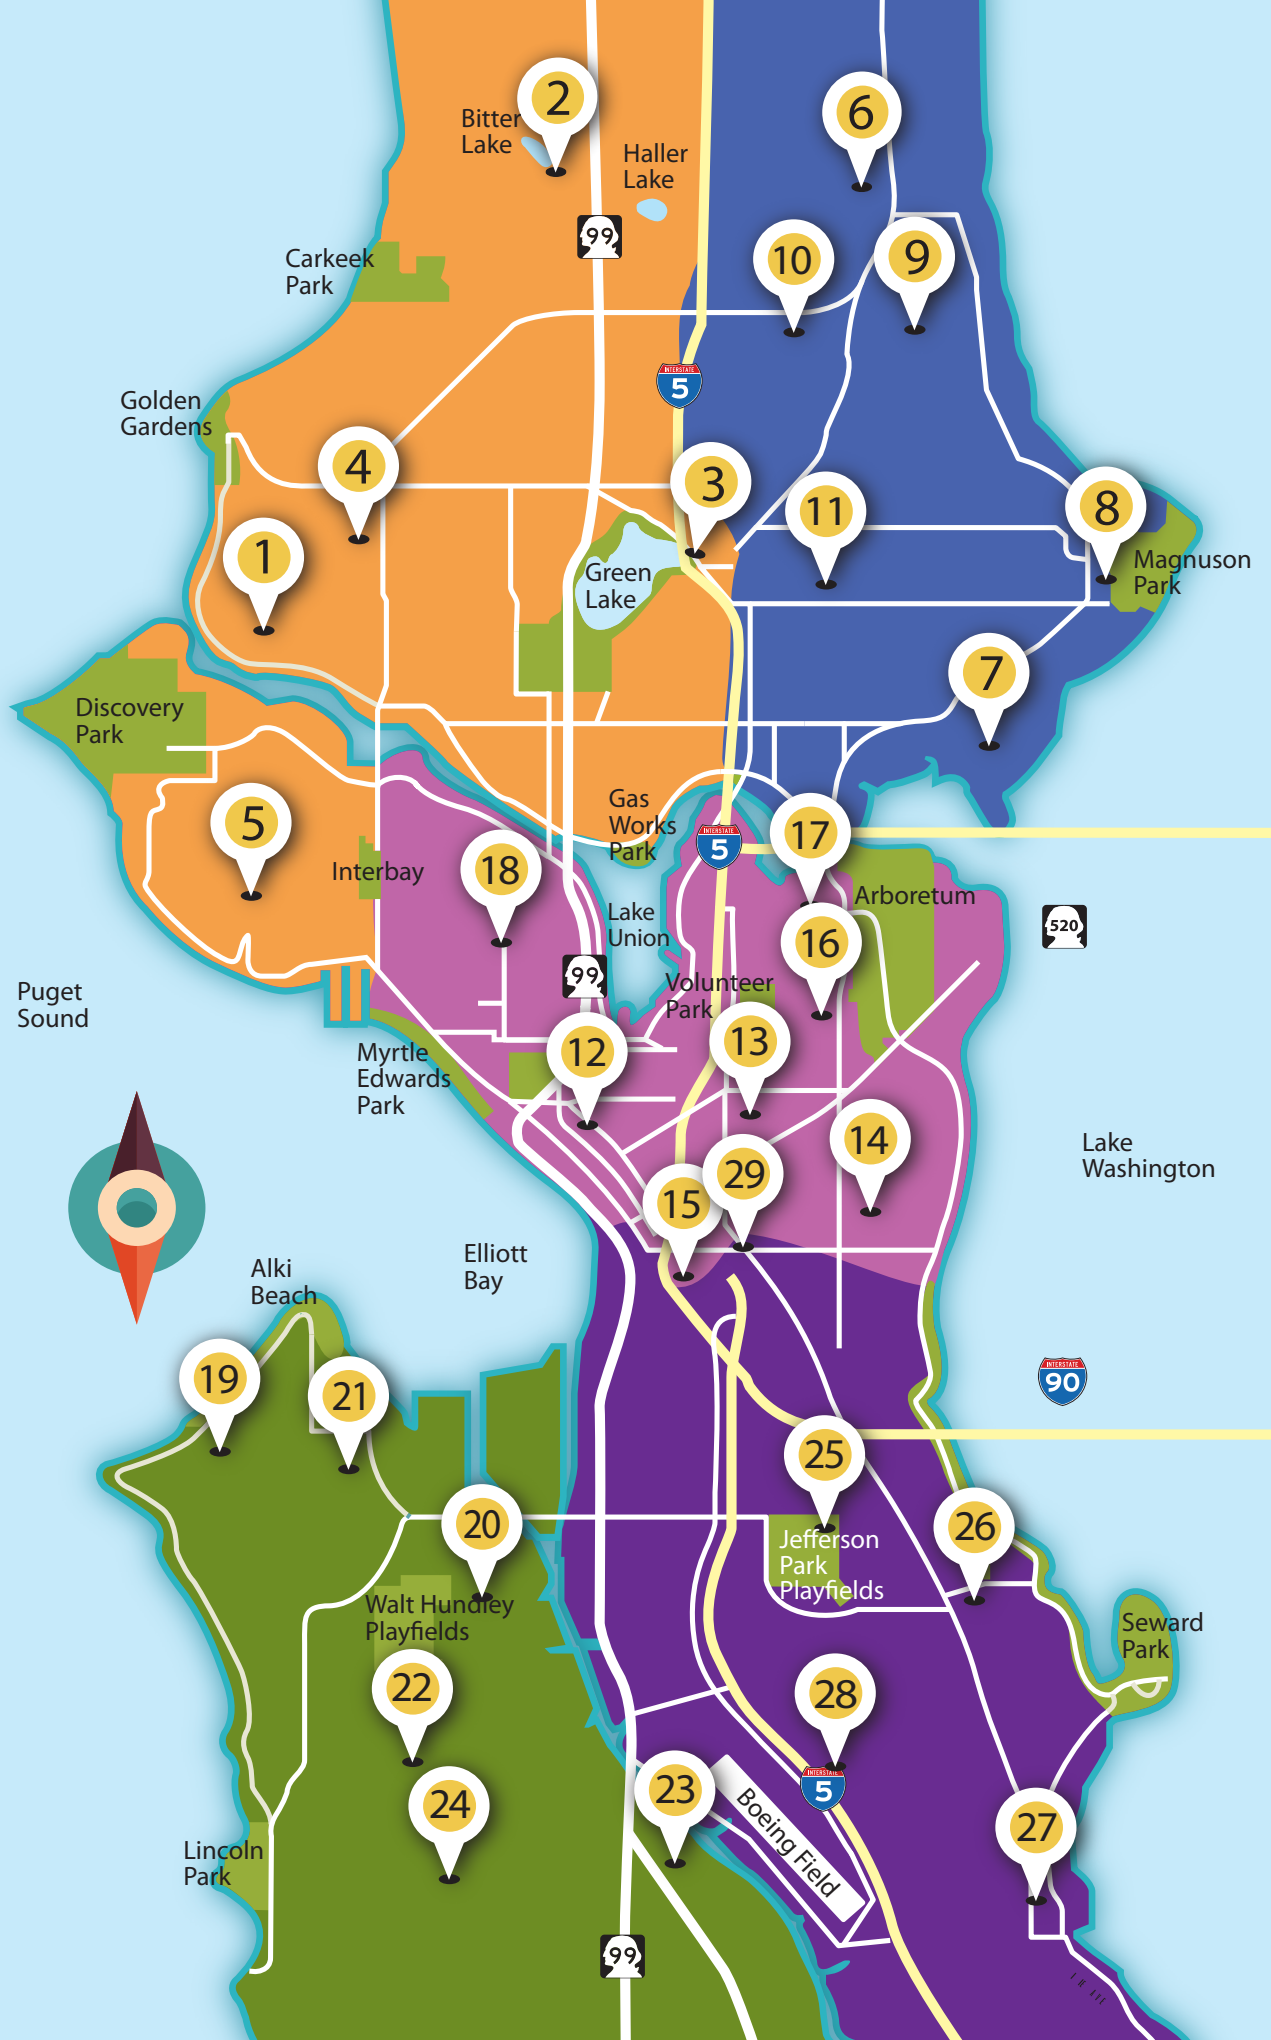 2
6
Bitter
Lake
Haller
Lake
99
10
9
Carkeek
Park
INTERSTATE
5
Golden
Gardens
4
3
11
8
1
Green
Lake
Magnuson
Park
7
Discovery
Park
5
Gas
Works
Park
INTERSTATE
5
17
Interbay
18
Arboretum
Lake
Union
520
16
99
Volunteer
Park
Puget
Sound
12
13
Myrtle
Edwards
Park
14
Lake
Washington
29
15
Elliott
Bay
Alki
Beach
19
21
INTERSTATE
90
25
20
26
Jefferson
Park
Playfields
Walt Hundley
Playfields
Seward
Park
22
28
INTERSTATE
5
23
24
Boeing Field
27
Lincoln
Park
99